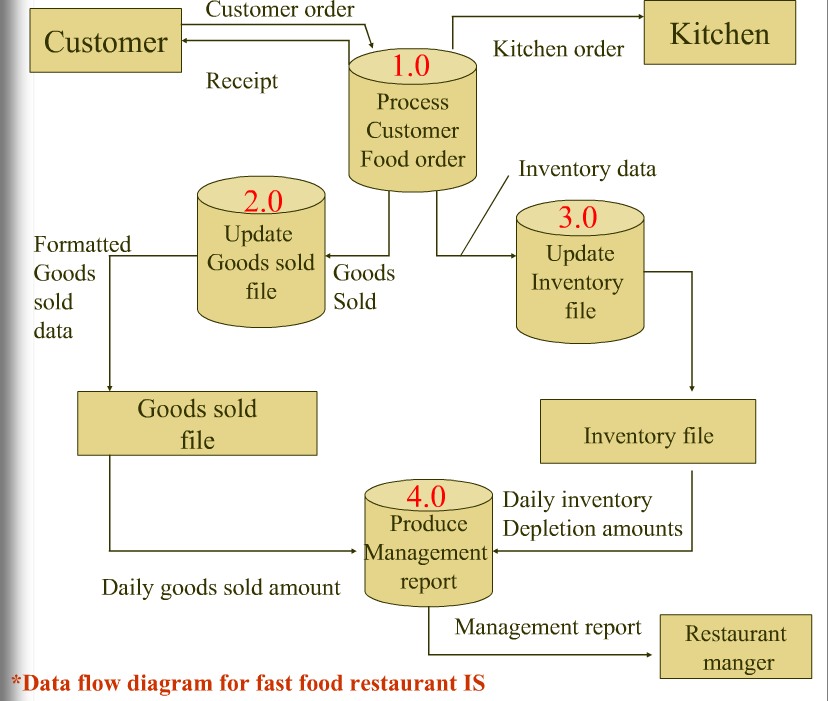 Customer order
Customer
Receipt
Kitchen order
Kitchen
1.0
Process
Customer
Food order
Inventory data
2.0
Update
Goods sold
file
3.0
Update
Inventory
file
Formatted
Goods
sold
data
Goods
Sold
Goods sold
file
Inventory file
4.0
Produce
Management
report
Daily inventory
Depletion amounts
Daily goods sold amount
Management report
Restaurant
manger
*Data flow diagram for fast food restaurant IS